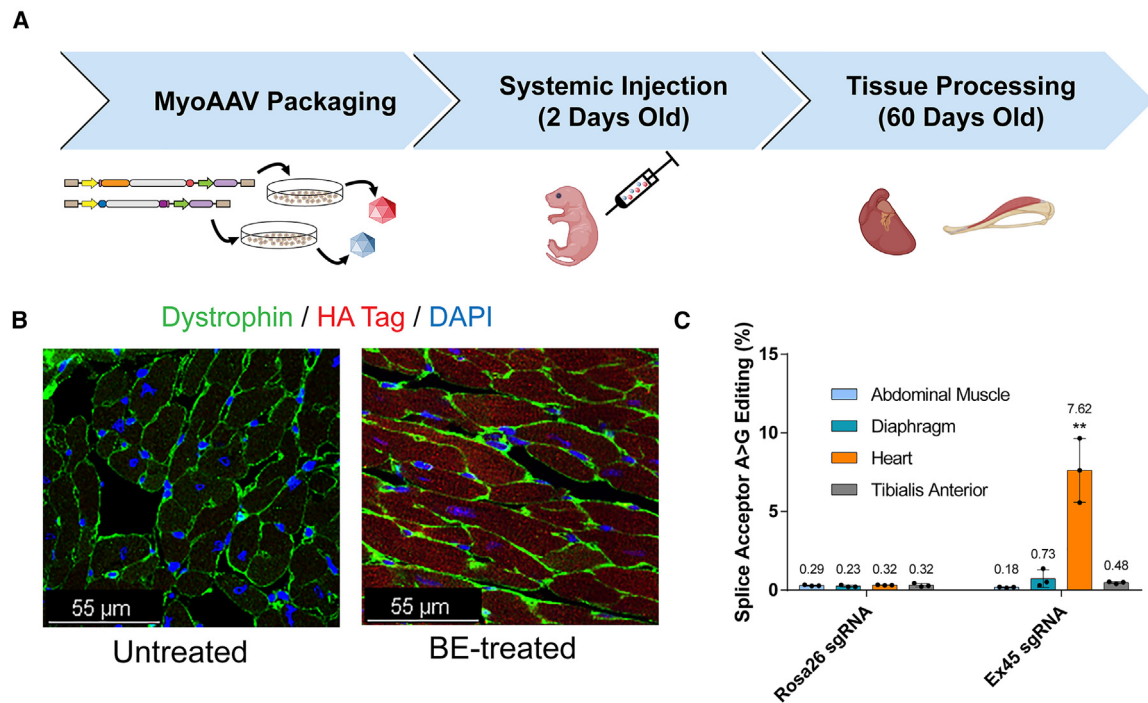 A
MyoAAV Packaging
Systemic Injection
(2 Days Old)
Tissue Processing
(60 Days Old)
B
Dystrophin / HA Tag / DAPI
55 µm
55 µm
Untreated
BE-treated
C
Splice Acceptor A>G Editing (%)
15
10
5
0
Abdominal Muscle
Diaphragm
Heart
Tibialis Anterior
0.29
0.23
0.32
0.32
0.18
0.73
7.62
**
0.48
Rosa26 sgRNA
Ex45 sgRNA